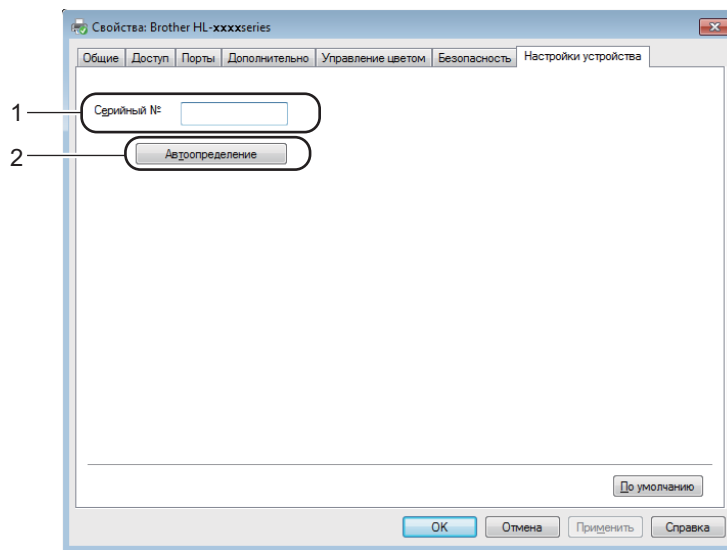 Свойства: Brother HL-xxxxseries
Общие Доступ Порты Дополнительно Управление цветом Безопасность Настройки устройства
1 Серийный №
2 Автоопределение
По умолчанию
OK Отмена Применить Справка